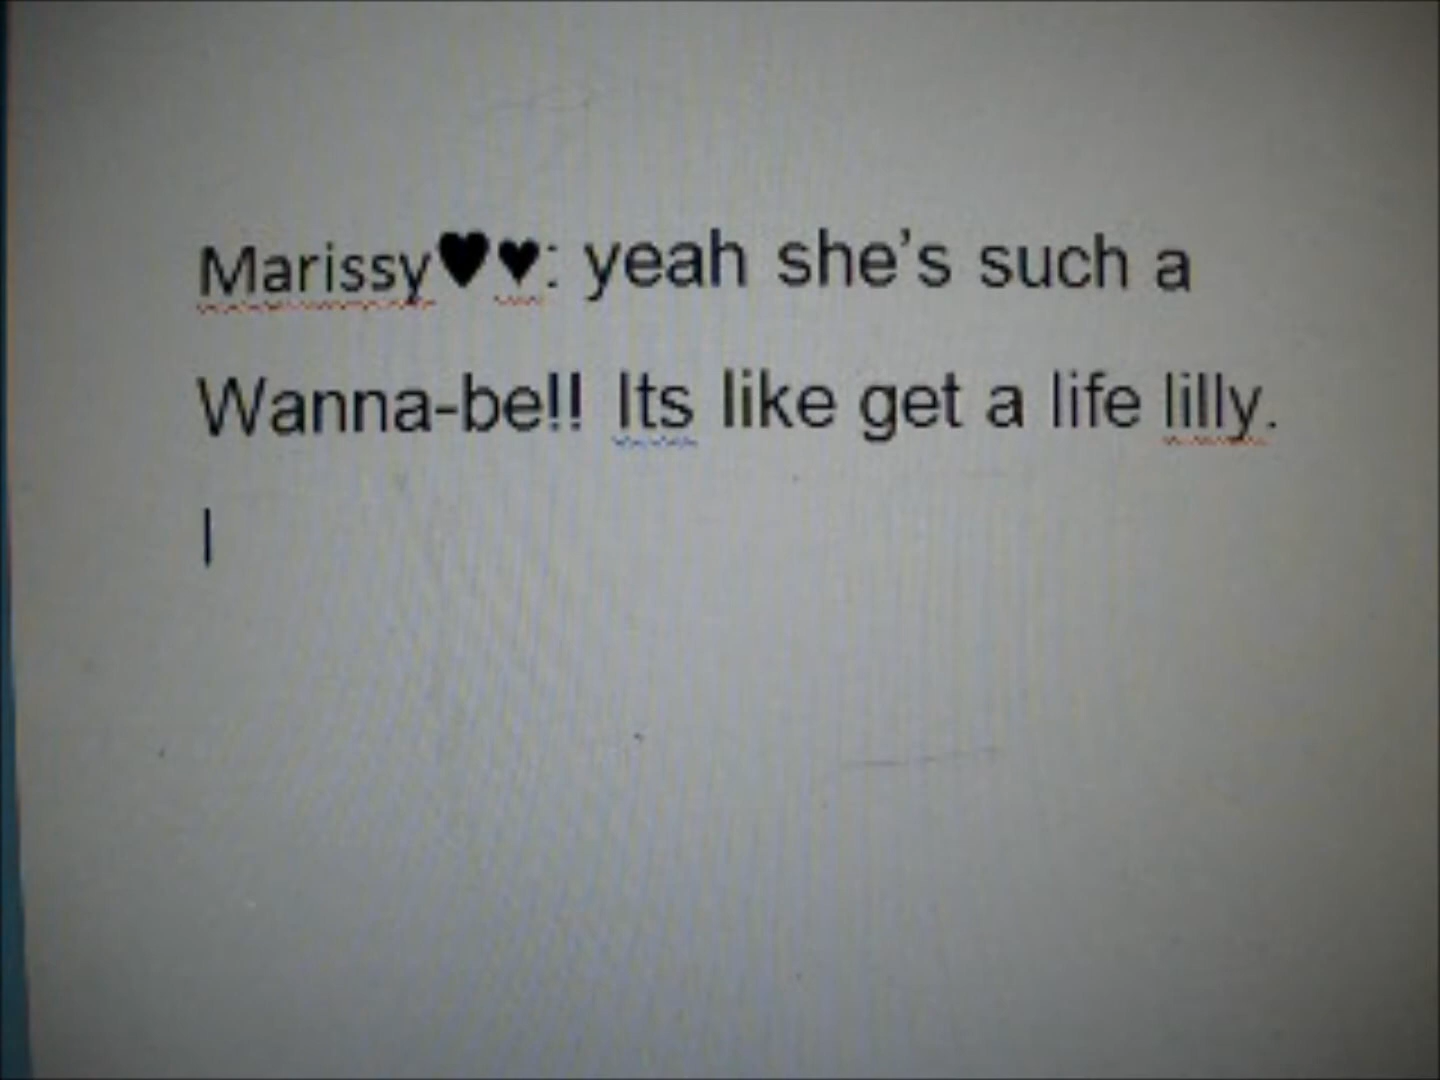 Marissy♥♥: yeah she’s such a
Wanna-be!! Its like get a life lilly.